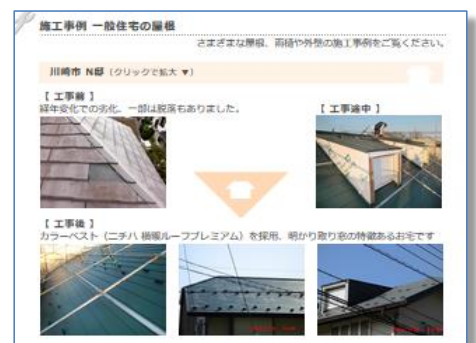 施工事例 一般住宅の屋根
さまざまな屋根、雨樋や外壁の施工事例をご覧ください。
川崎市 N邸 (クリックで拡大 ▼)
【 工事前 】
経年変化での劣化、一部は脱落もありました。
【 工事途中 】
【 工事後 】
カラーベスト（ニチハ 横暖ルーフプレミアム）を採用、明かり取り窓の特徴あるお宅です